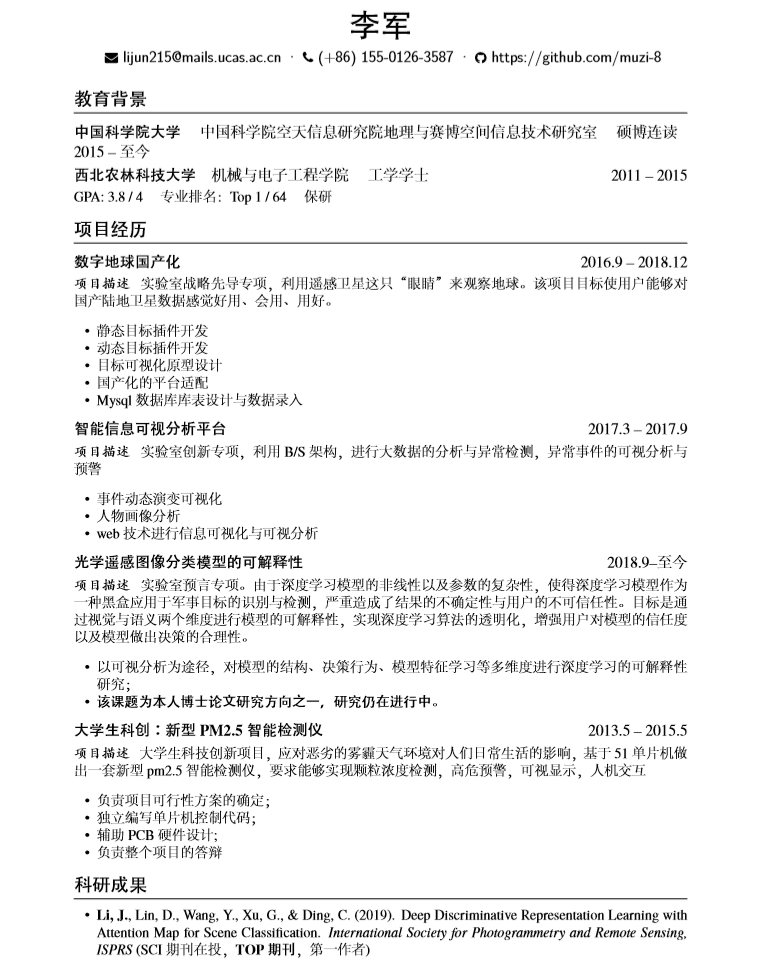 李军
lijun215@mails.ucas.ac.cn · (+86) 155-0126-3587 · https://github.com/muzi-8
教育背景
中国科学院大学 中国科学院空天信息研究院地理与赛博空间信息技术研究室 硕博连读
2015 – 至今
西北农林科技大学 机械与电子工程学院 工学学士 2011 – 2015
GPA: 3.8 / 4 专业排名：Top 1 / 64 保研
项目经历
数字地球国产化 2016.9 – 2018.12
项目描述 实验室战略先导专项，利用遥感卫星这只“眼睛”来观察地球。该项目目标使用户能够对
国产陆地卫星数据感觉好用、会用、用好。
• 静态目标插件开发
• 动态目标插件开发
• 目标可视化原型设计
• 国产化的平台适配
• Mysql 数据库库表设计与数据录入
智能信息可视分析平台 2017.3 – 2017.9
项目描述 实验室创新专项，利用 B/S 架构，进行大数据的分析与异常检测，异常事件的可视分析与
预警
• 事件动态演变可视化
• 人物画像分析
• web 技术进行信息可视化与可视分析
光学遥感图像分类模型的可解释性 2018.9–至今
项目描述 实验室预言专项。由于深度学习模型的非线性以及参数的复杂性，使得深度学习模型作为
一种黑盒应用于军事目标的识别与检测，严重造成了结果的不确定性与用户的不可信任性。目标是通
过视觉与语义两个维度进行模型的可解释性，实现深度学习算法的透明化，增强用户对模型的信任度
以及模型做出决策的合理性。
• 以可视分析为途径，对模型的结构、决策行为、模型特征学习等多维度进行深度学习的可解释性
研究；
• 该课题为本人博士论文研究方向之一，研究仍在进行中。
大学生科创：新型 PM2.5 智能检测仪 2013.5 – 2015.5
项目描述 大学生科技创新项目，应对恶劣的雾霾天气环境对人们日常生活的影响，基于 51 单片机做
出一套新型 pm2.5 智能检测仪，要求能够实现颗粒浓度检测，高危预警，可视显示，人机交互
• 负责项目可行性方案的确定；
• 独立编写单片机控制代码；
• 辅助 PCB 硬件设计；
• 负责整个项目的答辩
科研成果
• Li, J., Lin, D., Wang, Y., Xu, G., & Ding, C. (2019). Deep Discriminative Representation Learning with
Attention Map for Scene Classification. International Society for Photogrammetry and Remote Sensing,
ISPRS (SCI 期刊在投，TOP 期刊，第一作者)